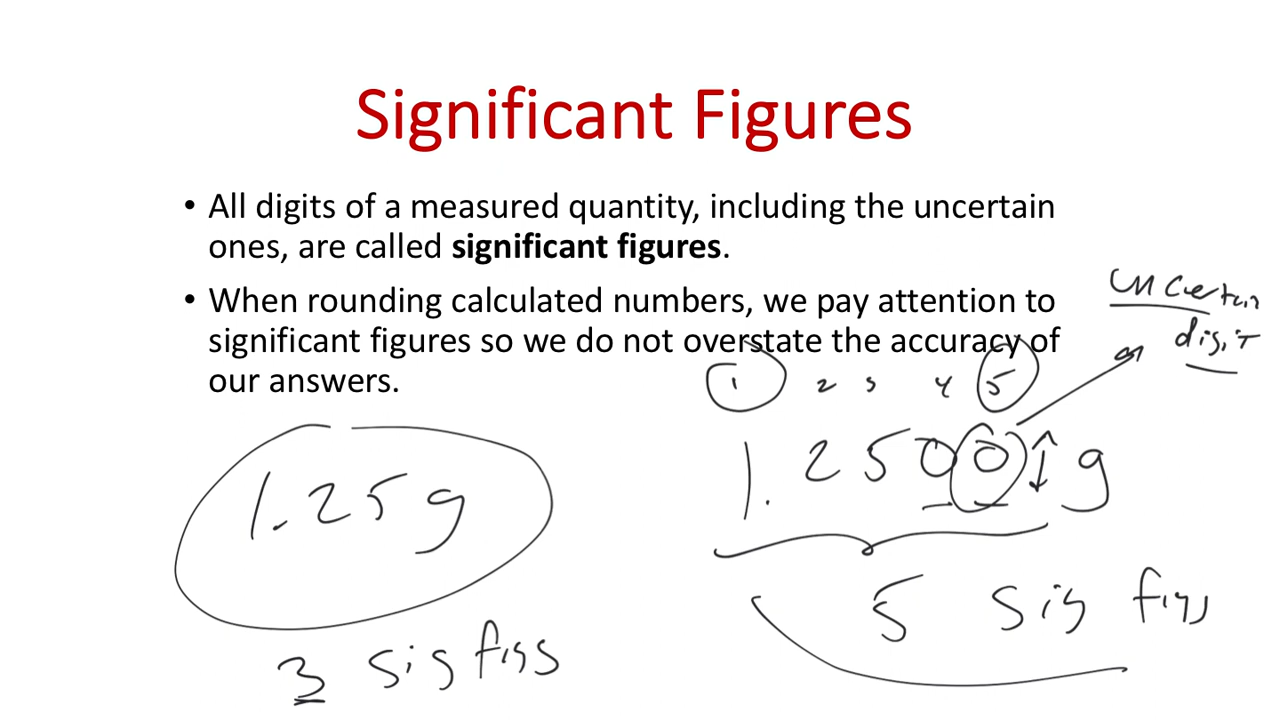 Significant Figures
• All digits of a measured quantity, including the uncertain
ones, are called significant figures.
• When rounding calculated numbers, we pay attention to
significant figures so we do not overstate the accuracy of
our answers.
uncertain
digit
1 2 3 4 5
1.25g
1.2500 g
5 sig figs
3 sig figs